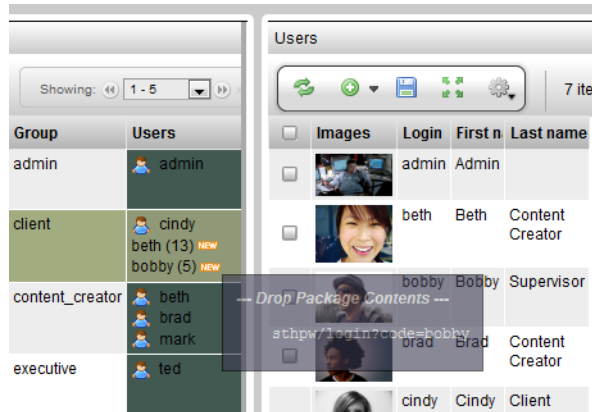 Users
Showing: 1 - 5
7 ite
Group Users
admin admin
client cindy
beth (13) NEW
bobby (5) NEW
content_creator beth
brad
mark
executive ted
Images Login First n Last name
admin Admin
beth Beth Content
Creator
bobby Bobby Supervisor
brad Brad Content
Creator
cindy Cindy Client
--- Drop Package Contents ---
sthpw/login?code=bobby